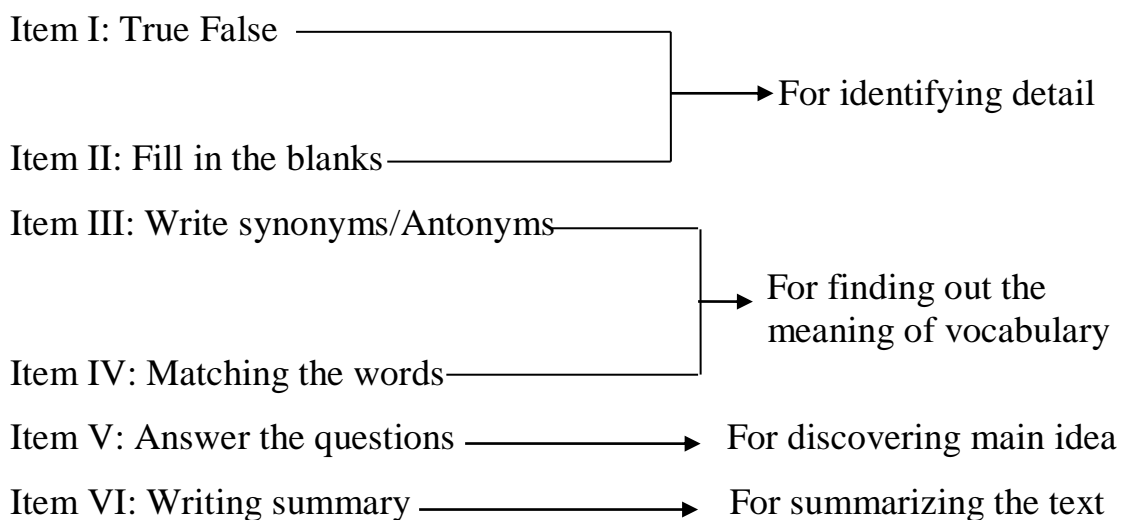 Item I: True False
For identifying detail
Item II: Fill in the blanks
Item III: Write synonyms/Antonyms
For finding out the
meaning of vocabulary
Item IV: Matching the words
Item V: Answer the questions For discovering main idea
Item VI: Writing summary For summarizing the text